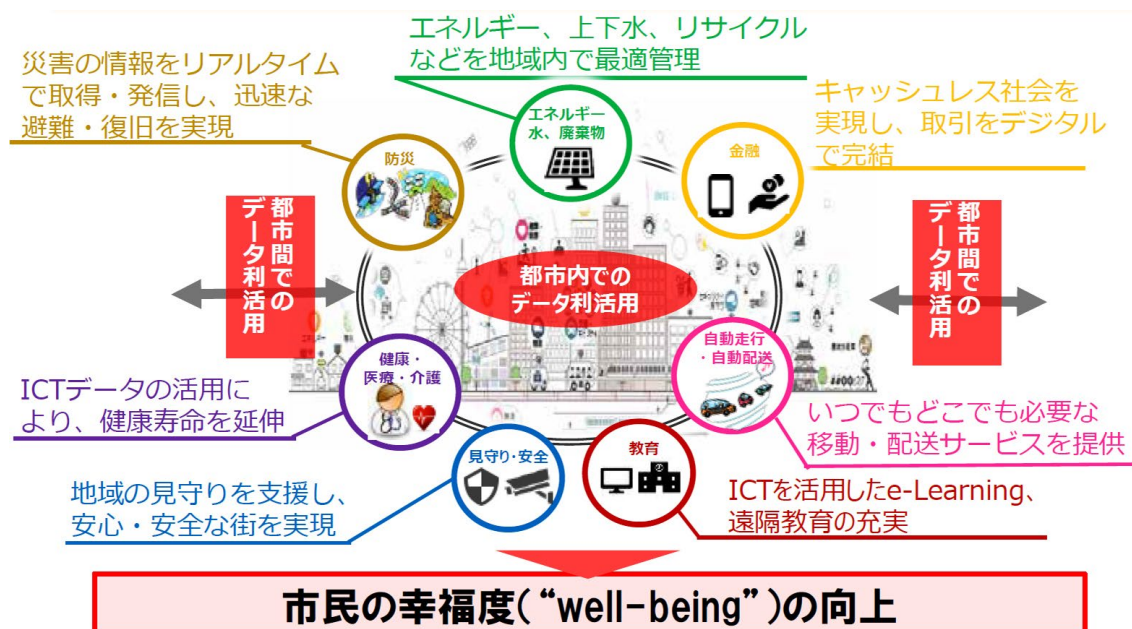 エネルギー、上下水、リサイクル
などを地域内で最適管理
災害の情報をリアルタイム
で取得・発信し、迅速な
避難・復旧を実現
キャッシュレス社会を
実現し、取引をデジタル
で完結
エネルギー
水、廃棄物
防災
金融
都市間での
データ利活用
都市内での
データ利活用
都市間での
データ利活用
健康・
医療・介護
自動走行
・自動配送
ICTデータの活用に
より、健康寿命を延伸
いつでもどこでも必要な
移動・配送サービスを提供
見守り・安全
教育
地域の見守りを支援し、
安心・安全な街を実現
ICTを活用したe-Learning、
遠隔教育の充実
市民の幸福度(“well-being”)の向上